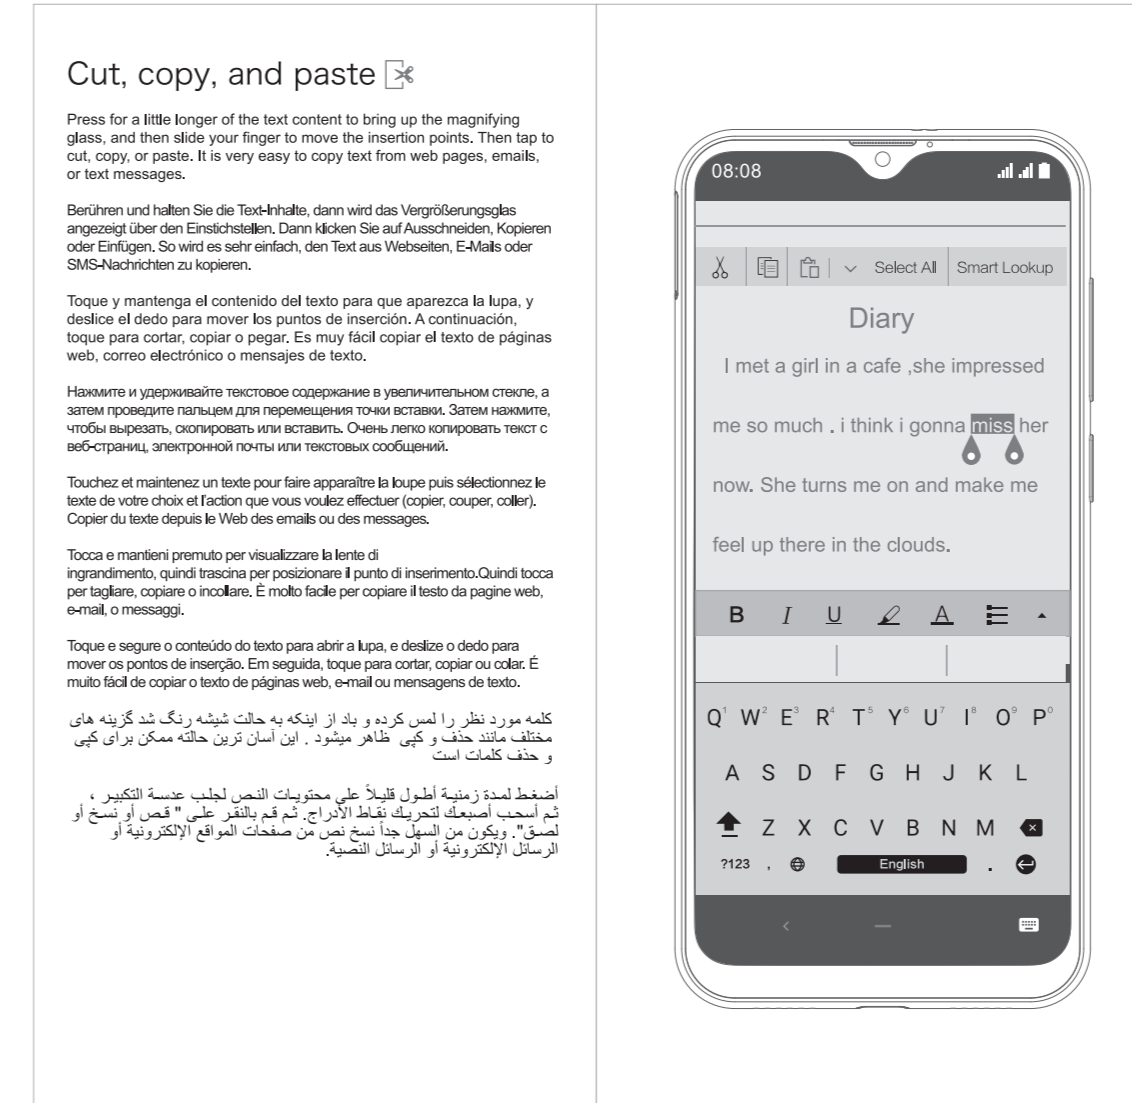 Cut, copy, and paste
Press for a little longer of the text content to bring up the magnifying
glass, and then slide your finger to move the insertion points. Then tap to
cut, copy, or paste. It is very easy to copy text from web pages, emails,
or text messages.
Berühren und halten Sie die Text-Inhalte, dann wird das Vergrößerungsglas
angezeigt über den Einstichstellen. Dann klicken Sie auf Ausschneiden, Kopieren
oder Einfügen. So wird es sehr einfach, den Text aus Webseiten, E-Mails oder
SMS-Nachrichten zu kopieren.
Toque y mantenga el contenido del texto para que aparezca la lupa, y
deslice el dedo para mover los puntos de inserción. A continuación,
toque para cortar, copiar o pegar. Es muy fácil copiar el texto de páginas
web, correo electrónico o mensajes de texto.
Нажмите и удерживайте текстовое содержание в увеличительном стекле, а
затем проведите пальцем для перемещения точки вставки. Затем нажмите,
чтобы вырезать, скопировать или вставить. Очень легко копировать текст с
веб-страниц, электронной почты или текстовых сообщений.
Touchez et maintenez un texte pour faire apparaître la loupe puis sélectionnez le
texte de votre choix et l'action que vous voulez effectuer (copier, couper, coller).
Copier du texte depuis le Web des emails ou des messages.
Tocca e mantieni premuto per visualizzare la lente di
ingrandimento, quindi trascina per posizionare il punto di inserimento.Quindi tocca
per tagliare, copiare o incollare. È molto facile per copiare il testo da pagine web,
e-mail, o messaggi.
Toque e segure o conteúdo do texto para abrir a lupa, e deslize o dedo para
mover os pontos de inserção. Em seguida, toque para cortar, copiar ou colar. É
muito fácil de copiar o texto de páginas web, e-mail ou mensagens de texto.
کلمه مورد نظر را لمس کرده و باد از اینکه به حالت شیشه رنگ شد گزینه های
مختلف مانند حذف و کپی ظاهر میشود . این آسان ترین حالته ممکن برای کپی
و حذف کلمات است
أضغط لمدة زمنية أطول قليلاً على محتويات النص لجلب عدسة التكبير ،
ثم أسحب أصبعك لتحريك نقاط الأدراج. ثم قم بالنقر على " قص أو نسخ أو
لصق". ويكون من السهل جداً نسخ نص من صفحات المواقع الإلكترونية أو
الرسائل الإلكترونية أو الرسائل النصية.
08:08
Select All Smart Lookup
Diary
I met a girl in a cafe ,she impressed
me so much . i think i gonna miss her
now. She turns me on and make me
feel up there in the clouds.
B I U A
Q1 W2 E3 R4 T5 Y6 U7 I8 O9 P0
A S D F G H J K L
Z X C V B N M
?123 , English .